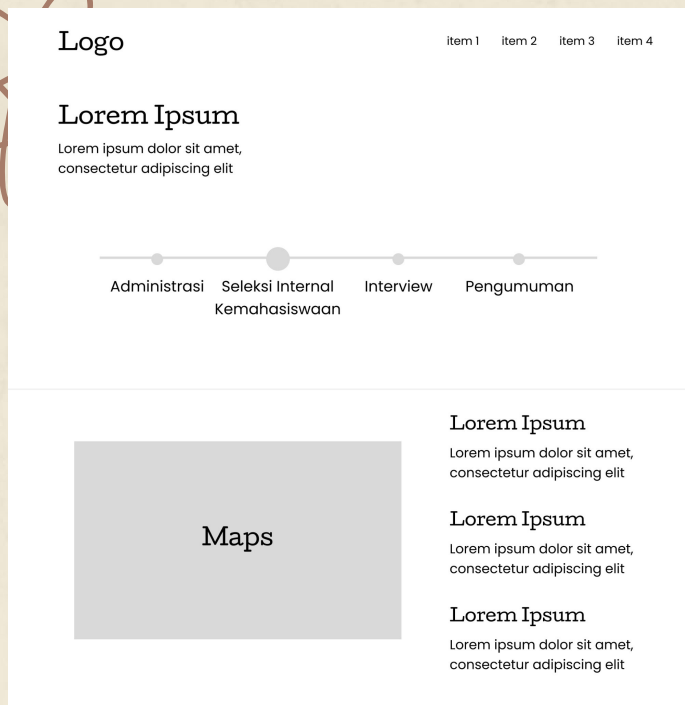 Logo
item 1 item 2 item 3 item 4
Lorem Ipsum
Lorem ipsum dolor sit amet,
consectetur adipiscing elit
Administrasi
Seleksi Internal
Kemahasiswaan
Interview
Pengumuman
Maps
Lorem Ipsum
Lorem ipsum dolor sit amet,
consectetur adipiscing elit
Lorem Ipsum
Lorem ipsum dolor sit amet,
consectetur adipiscing elit
Lorem Ipsum
Lorem ipsum dolor sit amet,
consectetur adipiscing elit